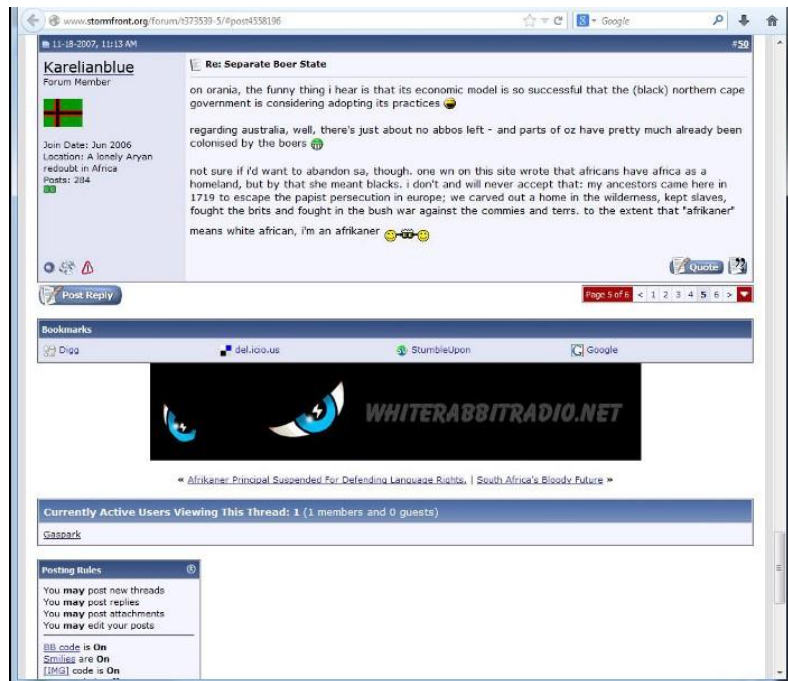 www.stormfront.org/forum/t373539-5/#post4558196
Google
11-18-2007, 11:13 AM
#50
Karelianblue
Forum Member
Join Date: Jun 2006
Location: A lonely Aryan
redoubt in Africa
Posts: 284
Re: Separate Boer State
on orania, the funny thing i hear is that its economic model is so successful that the (black) northern cape
government is considering adopting its practices
regarding australia, well, there's just about no abbos left - and parts of oz have pretty much already been
colonised by the boers
not sure if i'd want to abandon sa, though. one wn on this site wrote that africans have africa as a
homeland, but by that she meant blacks. i don't and will never accept that: my ancestors came here in
1719 to escape the papist persecution in europe; we carved out a home in the wilderness, kept slaves,
fought the brits and fought in the bush war against the commies and terrs. to the extent that "afrikaner"
means white african, i'm an afrikaner
Quote
Post Reply
Page 5 of 6 < 1 2 3 4 5 6 >
Bookmarks
Digg
del.icio.us
StumbleUpon
Google
WHITERABBITRADIO.NET
« Afrikaner Principal Suspended For Defending Language Rights. | South Africa's Bloody Future »
Currently Active Users Viewing This Thread: 1 (1 members and 0 guests)
Gaspark
Posting Rules
You may post new threads
You may post replies
You may post attachments
You may edit your posts
BB code is On
Smilies are On
[IMG] code is On